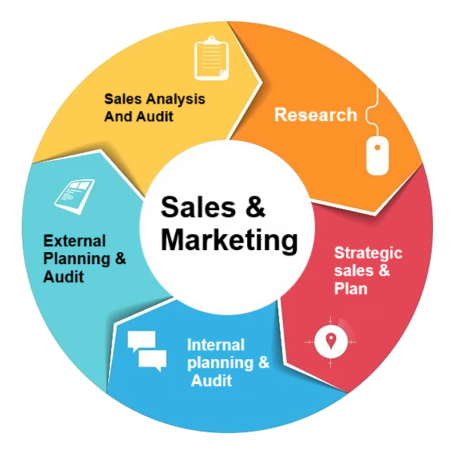 Sales Analysis
And Audit
Research
Sales &
Marketing
Strategic
sales &
Plan
External
Planning &
Audit
Internal
planning &
Audit